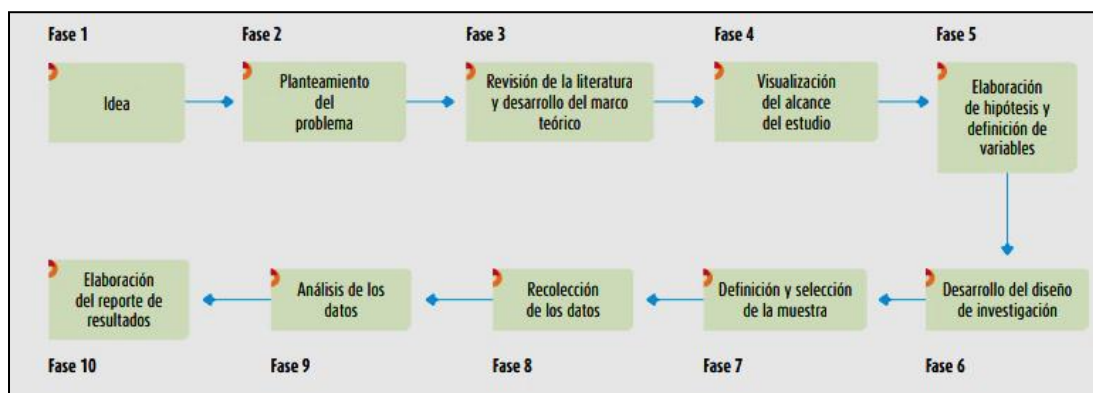 Fase 1
Idea
Fase 2
Planteamiento
del
problema
Fase 3
Revisión de la literatura
y desarrollo del marco
teórico
Fase 4
Visualización
del alcance
del estudio
Fase 5
Elaboración
de hipótesis y
definición de
variables
Desarrollo del diseño
de investigación
Fase 6
Definición y selección
de la muestra
Fase 7
Recolección
de los datos
Fase 8
Análisis de los
datos
Fase 9
Elaboración
del reporte de
resultados
Fase 10